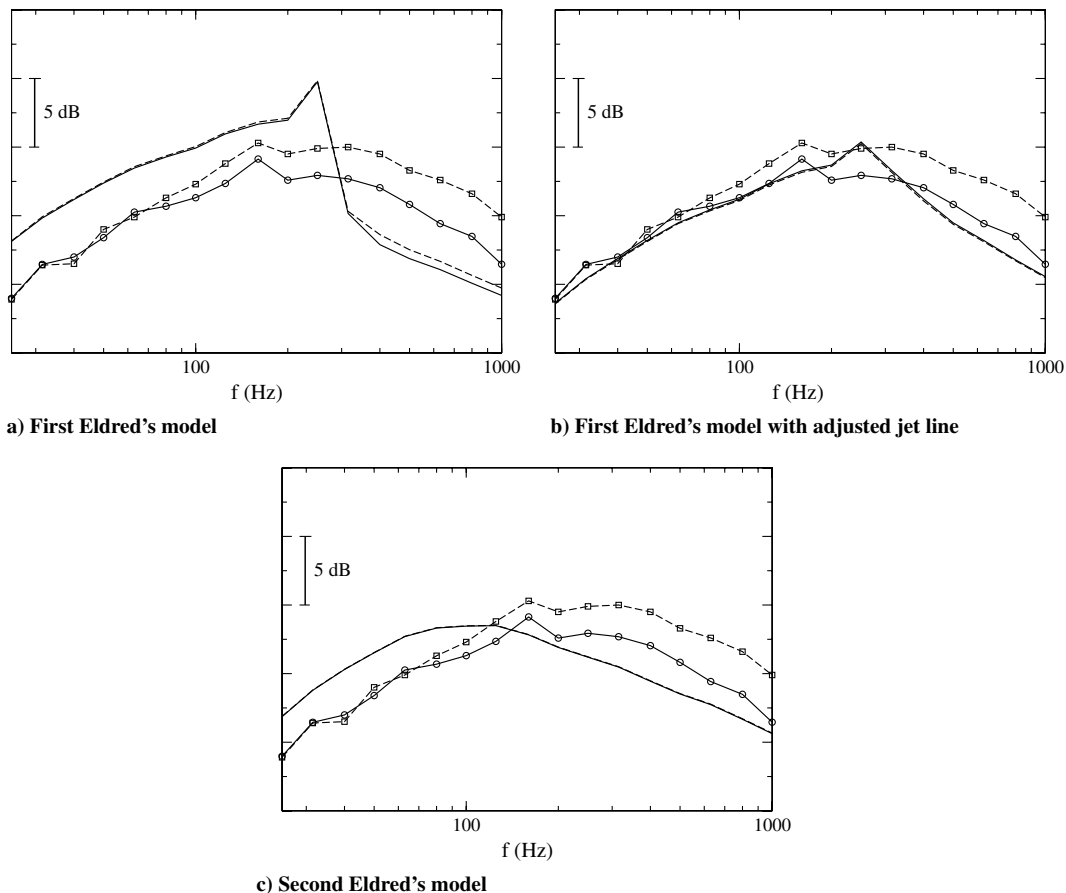 5 dB
100
1000
f (Hz)
a) First Eldred's model
5 dB
100
1000
f (Hz)
b) First Eldred's model with adjusted jet line
5 dB
100
1000
f (Hz)
c) Second Eldred's model